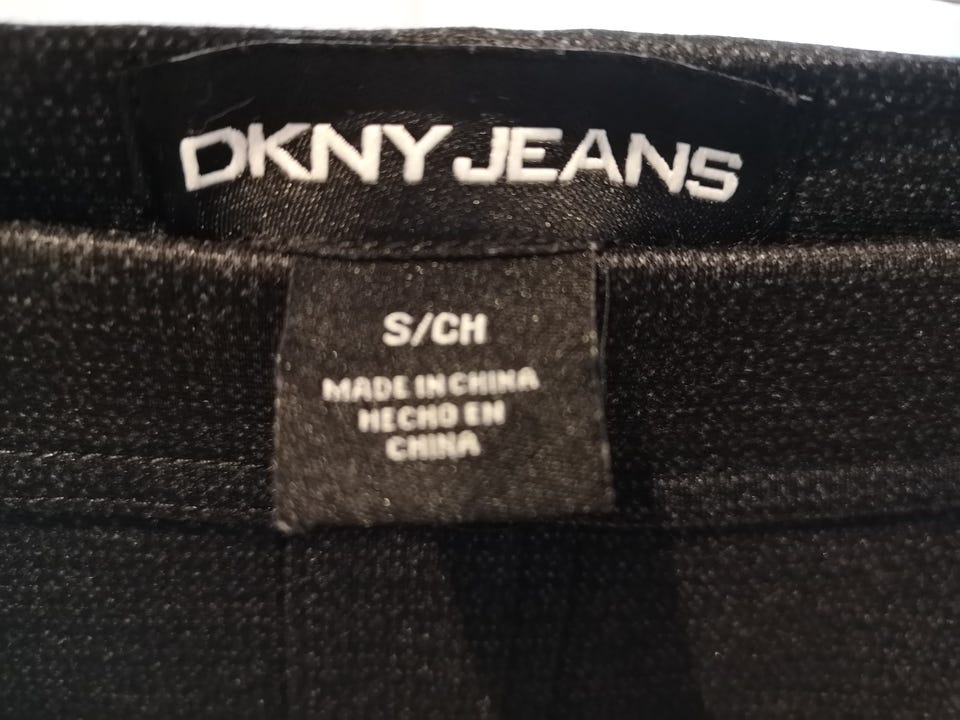 DKNY JEANS
S/CH
MADE IN CHINA
HECHO EN
CHINA